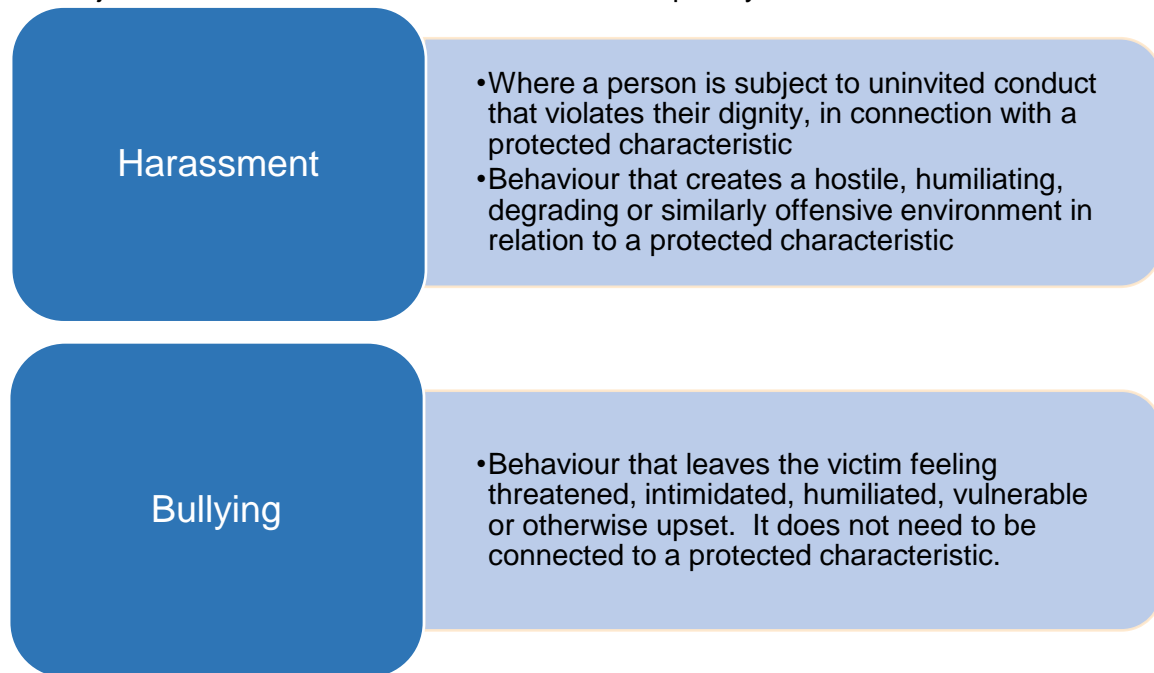 Harassment
•Where a person is subject to uninvited conduct
that violates their dignity, in connection with a
protected characteristic
•Behaviour that creates a hostile, humiliating,
degrading or similarly offensive environment in
relation to a protected characteristic
Bullying
•Behaviour that leaves the victim feeling
threatened, intimidated, humiliated, vulnerable
or otherwise upset.  It does not need to be
connected to a protected characteristic.